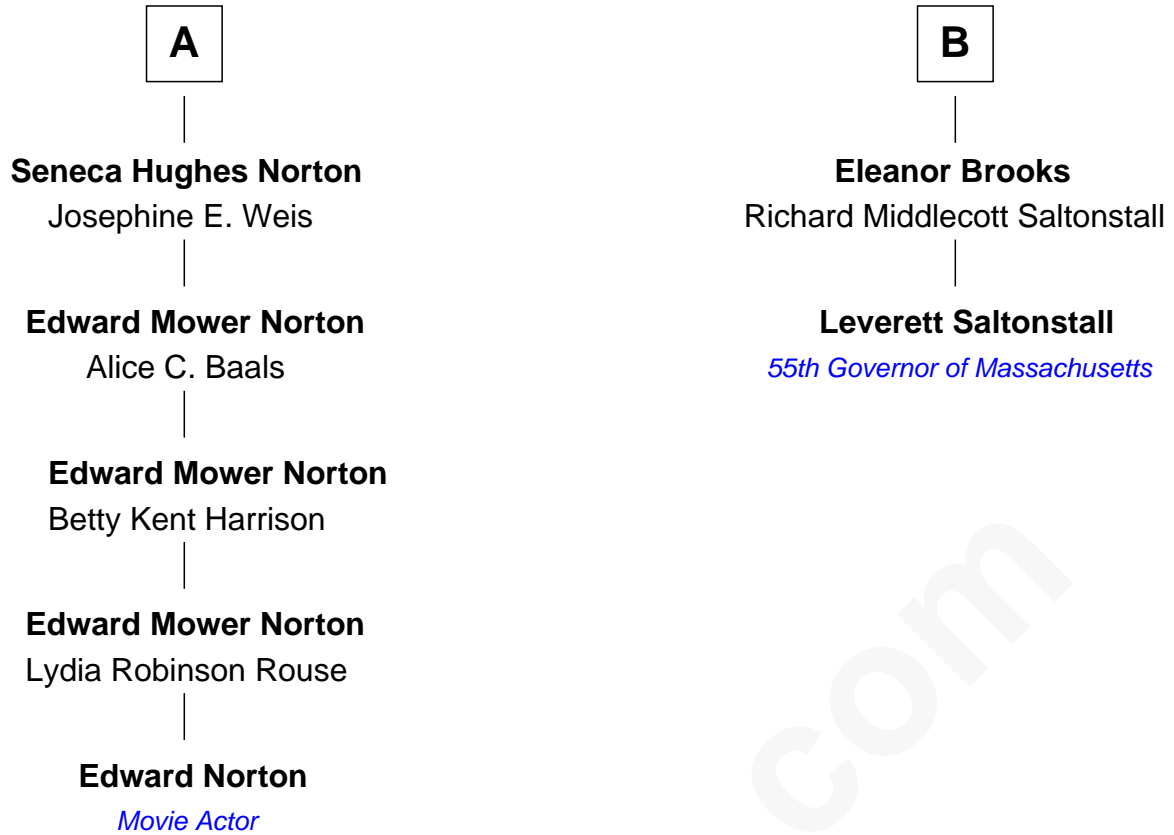 A
Seneca Hughes Norton
Josephine E. Weis
Edward Mower Norton
Alice C. Baals
Edward Mower Norton
Betty Kent Harrison
Edward Mower Norton
Lydia Robinson Rouse
Edward Norton
Movie Actor
B
Eleanor Brooks
Richard Middlecott Saltonstall
Leverett Saltonstall
55th Governor of Massachusetts
com